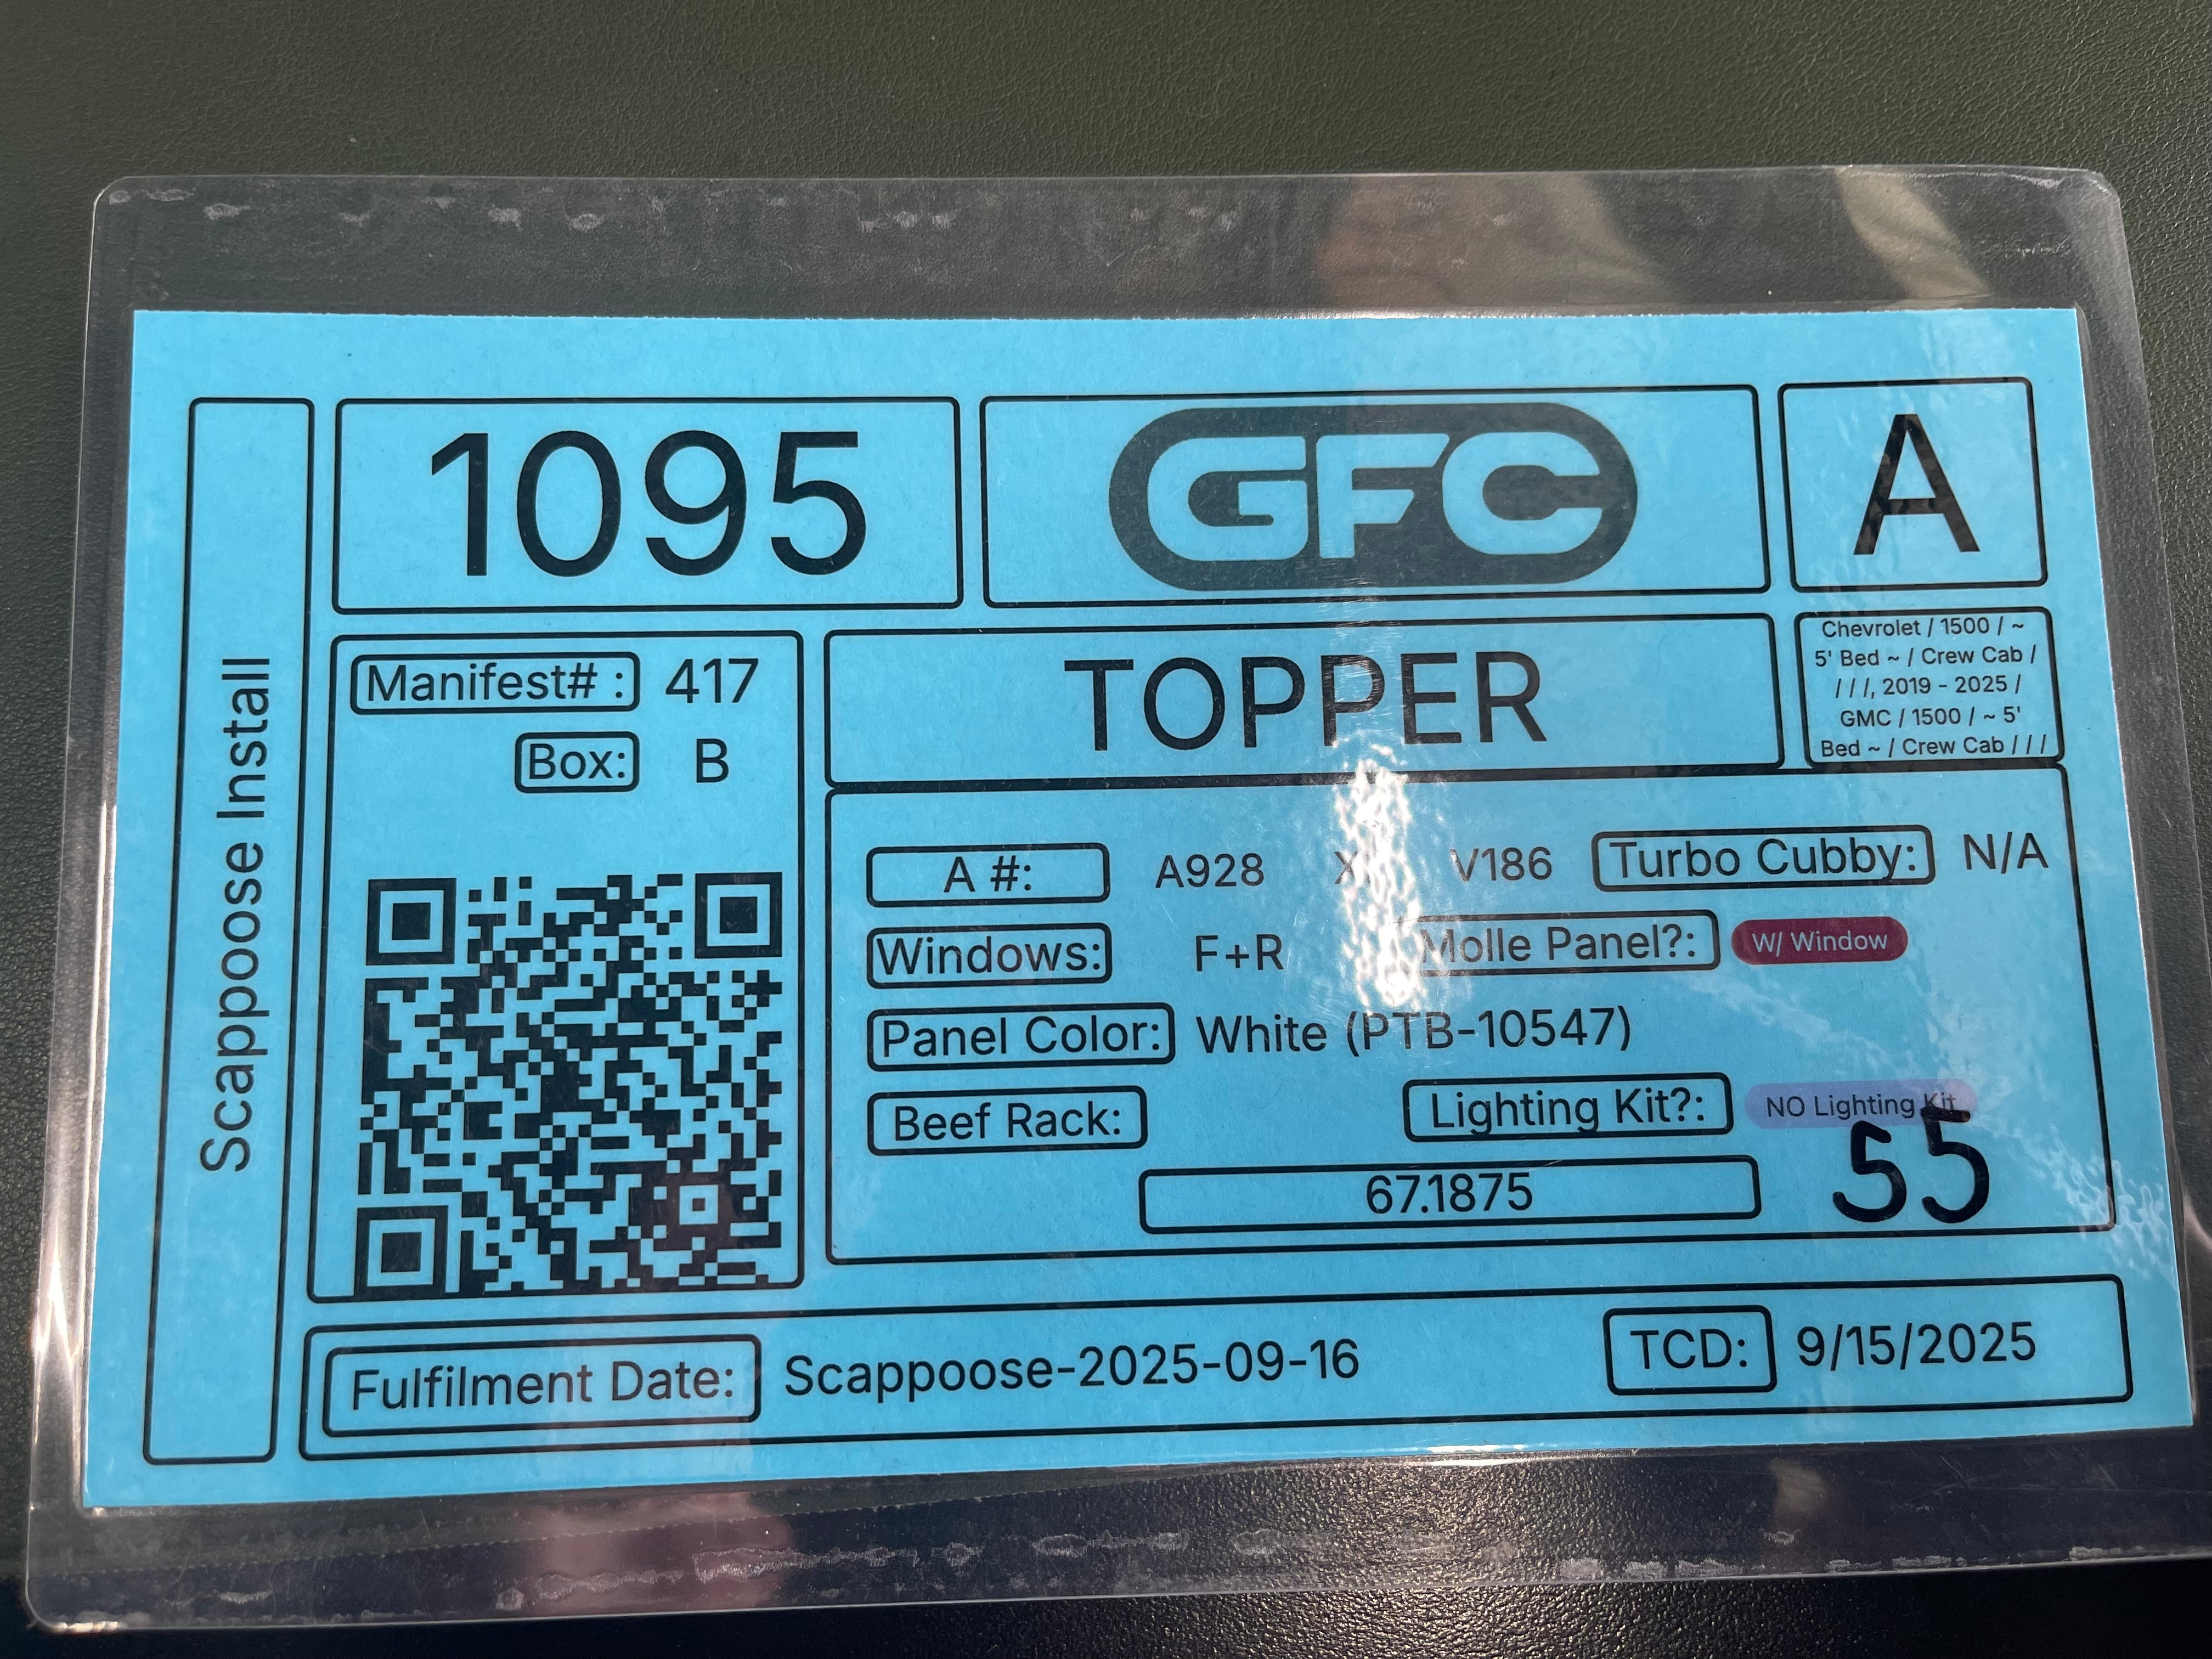 Scappoose Install
1095
GFC
A
Manifest# : 417
Box: B
TOPPER
Chevrolet / 1500 / ~
5' Bed ~ / Crew Cab /
/ / /, 2019 - 2025 /
GMC / 1500 / ~ 5'
Bed ~ / Crew Cab / / /
A #: A928 X V186 Turbo Cubby: N/A
Windows: F+R Molle Panel?: W/ Window
Panel Color: White (PTB-10547)
Beef Rack: Lighting Kit?: NO Lighting Kit
67.1875
55
Fulfilment Date: Scappoose-2025-09-16 TCD: 9/15/2025